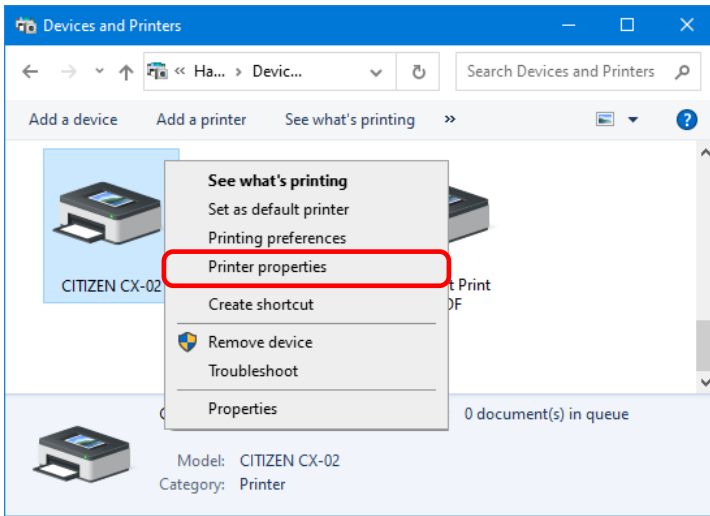 Devices and Printers
« Ha... › Devic...
Search Devices and Printers
Add a device
Add a printer
See what's printing
»
?
See what's printing
Set as default printer
Printing preferences
Printer properties
Create shortcut
Remove device
Troubleshoot
Properties
CITIZEN CX-02
t Print
DF
0 document(s) in queue
Model: CITIZEN CX-02
Category: Printer